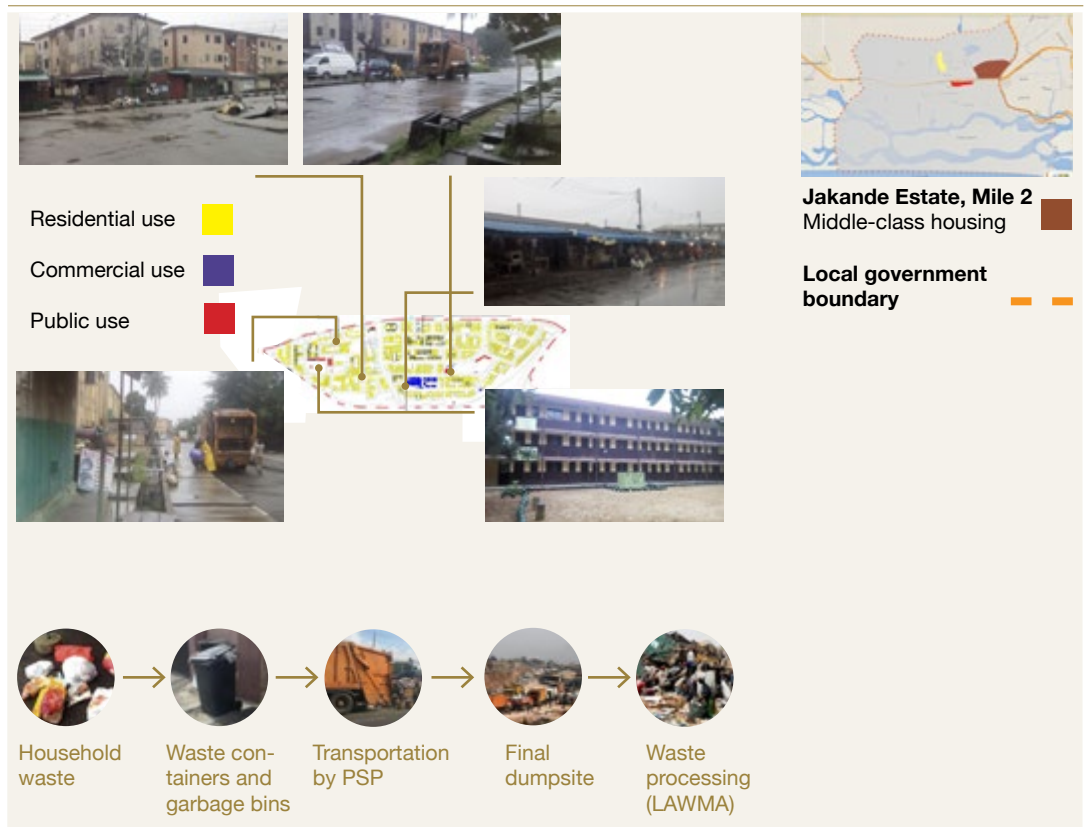 Residential use
Commercial use
Public use
Jakande Estate, Mile 2
Middle-class housing
Local government
boundary
Household
waste
Waste con-
tainers and
garbage bins
Transportation
by PSP
Final
dumpsite
Waste
processing
(LAWMA)